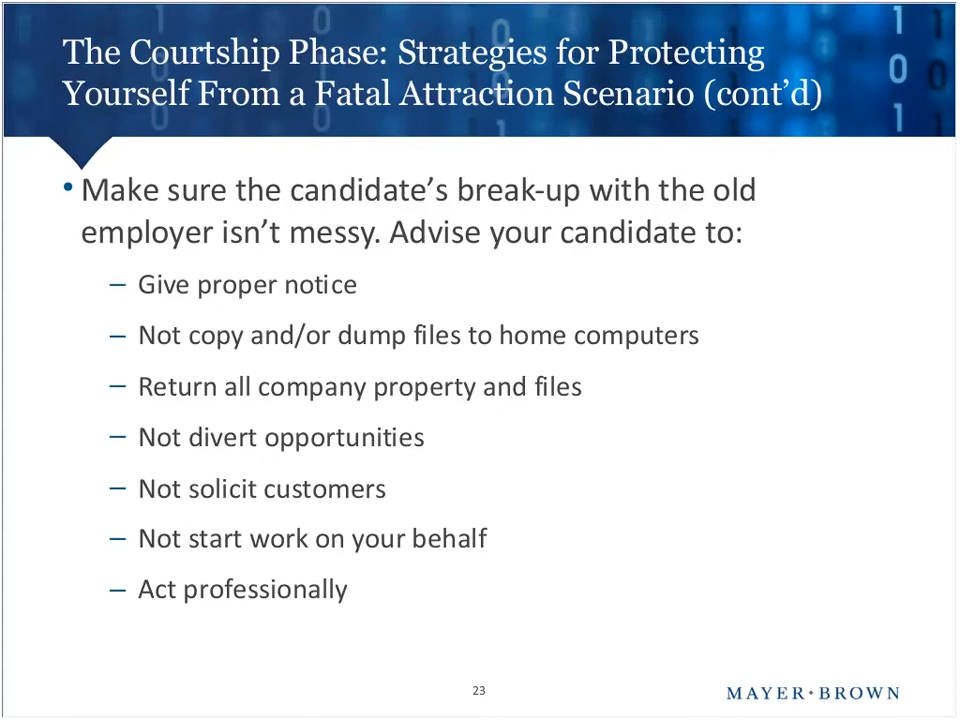 The Courtship Phase: Strategies for Protecting
Yourself From a Fatal Attraction Scenario (cont’d)
• Make sure the candidate’s break-up with the old
employer isn’t messy. Advise your candidate to:
– Give proper notice
– Not copy and/or dump files to home computers
– Return all company property and files
– Not divert opportunities
– Not solicit customers
– Not start work on your behalf
– Act professionally
23
MAYER•BROWN